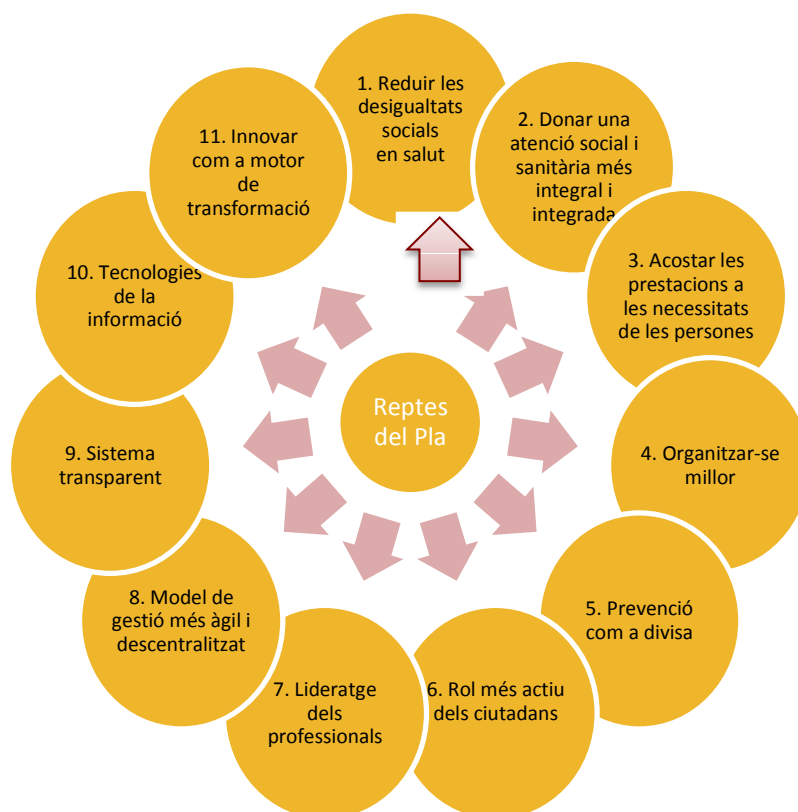 1. Reduir les
desigualtats
socials
en salut
2. Donar una
atenció social i
sanitària més
integral i
integrada
3. Acostar les
prestacions a
les necessitats
de les persones
4. Organitzar-se
millor
5. Prevenció
com a divisa
6. Rol més actiu
dels ciutadans
7. Lideratge
dels
professionals
8. Model de
gestió més àgil i
descentralitzat
9. Sistema
transparent
10. Tecnologies
de la
informació
11. Innovar
com a motor
de
transformació
Reptes
del Pla